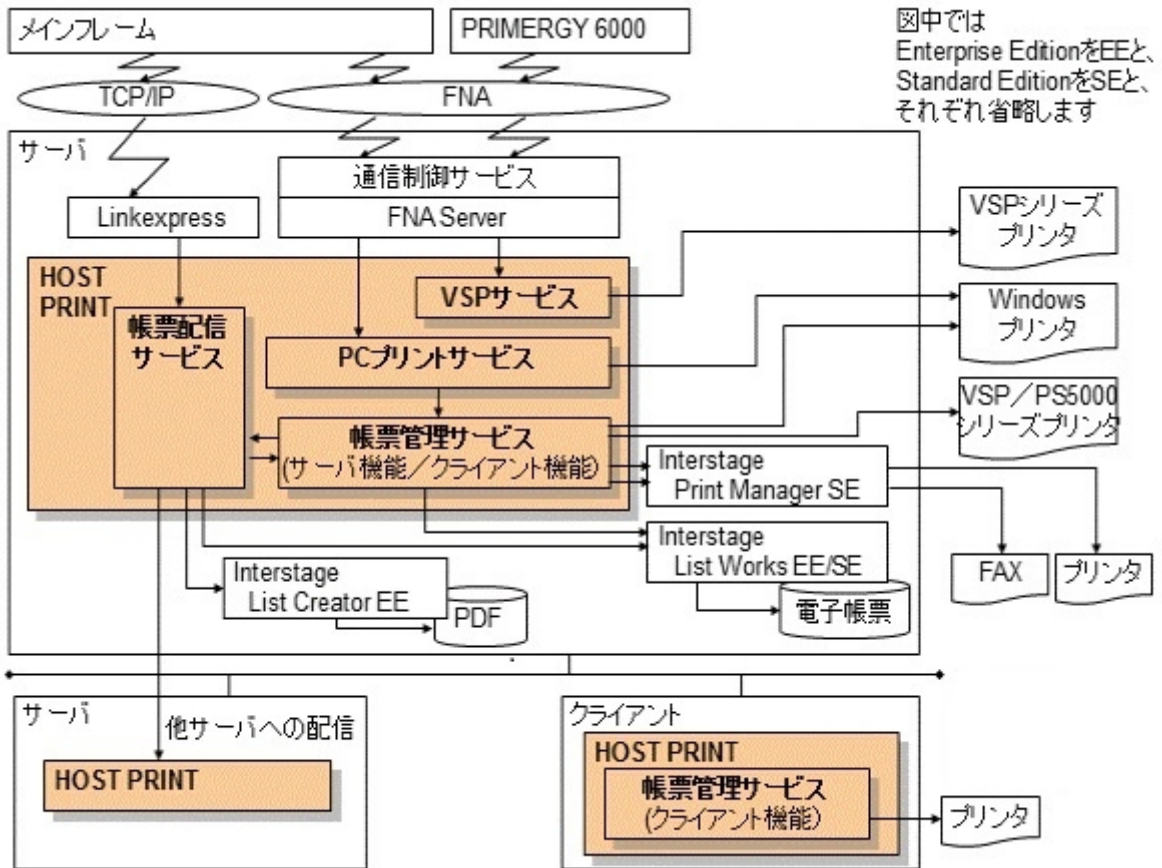 メインフレーム
PRIMERGY 6000
図中では
Enterprise EditionをEEと、
Standard EditionをSEと、
それぞれ省略します
TCP/IP
FNA
サーバ
通信制御サービス
Linkexpress
FNA Server
VSPシリーズ
プリンタ
HOST
PRINT
VSPサービス
帳票配信
サービス
Windows
プリンタ
PCプリントサービス
VSP／PS5000
シリーズプリンタ
帳票管理サービス
(サーバ機能／クライアント機能)
Interstage
Print Manager SE
Interstage
List Works EE/SE
FAX
プリンタ
Interstage
List Creator EE
PDF
電子帳票
サーバ
他サーバへの配信
HOST PRINT
クライアント
HOST PRINT
帳票管理サービス
(クライアント機能)
プリンタ